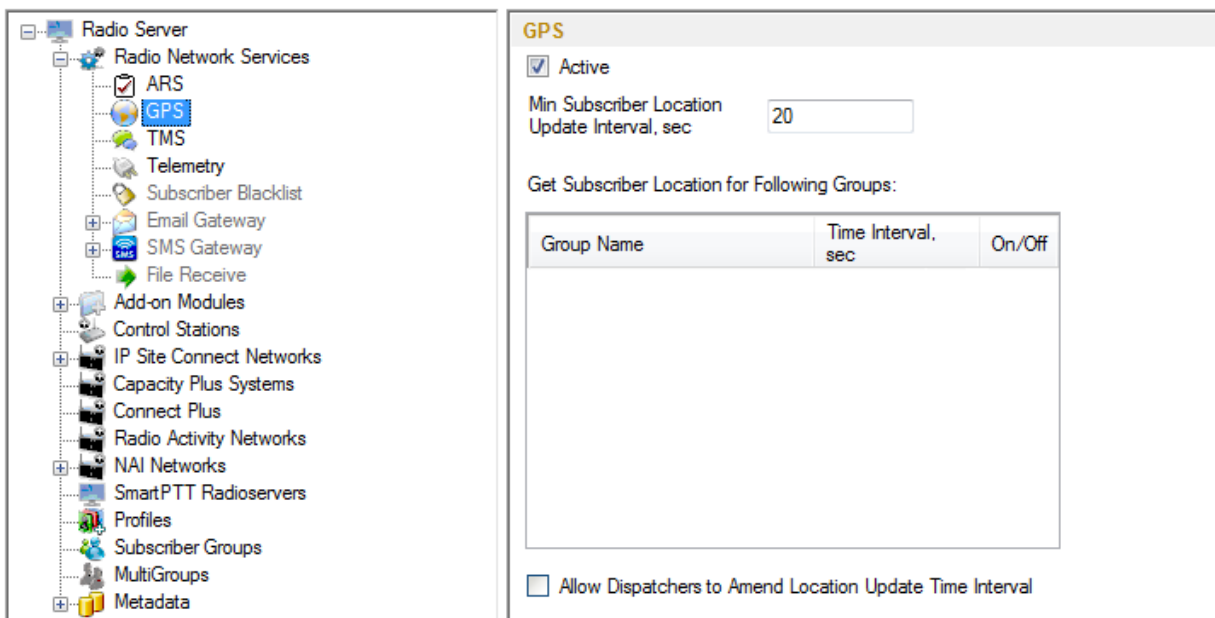 Radio Server
Radio Network Services
ARS
GPS
TMS
Telemetry
Subscriber Blacklist
Email Gateway
SMS Gateway
File Receive
Add-on Modules
Control Stations
IP Site Connect Networks
Capacity Plus Systems
Connect Plus
Radio Activity Networks
NAI Networks
SmartPTT Radioservers
Profiles
Subscriber Groups
MultiGroups
Metadata
GPS
Active
Min Subscriber Location
Update Interval, sec
20
Get Subscriber Location for Following Groups:
Group Name
Time Interval,
sec
On/Off
Allow Dispatchers to Amend Location Update Time Interval